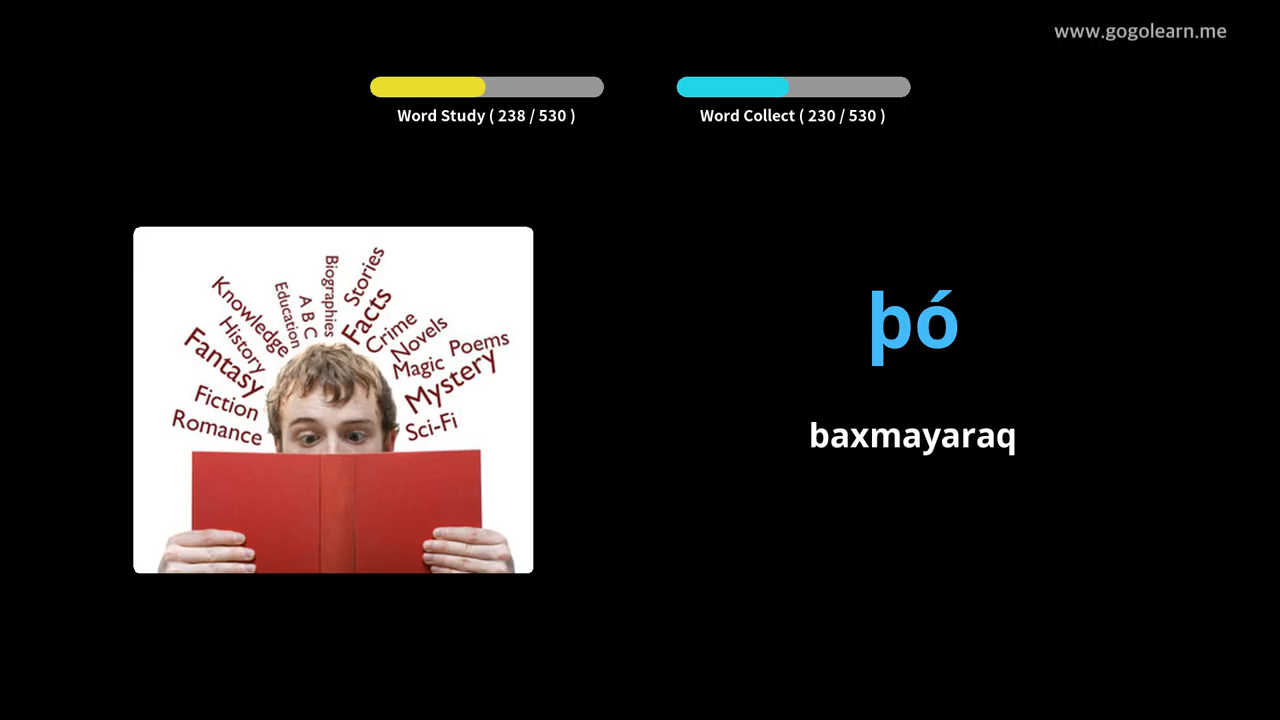 www.gogolearn.me
Word Study ( 238 / 530 )
Word Collect ( 230 / 530 )
Biographies
Stories
Knowledge
Education
A B C
Facts
History
Crime
Novels
Fantasy
Magic
Poems
Mystery
Fiction
Romance
Sci-Fi
þó
baxmayaraq